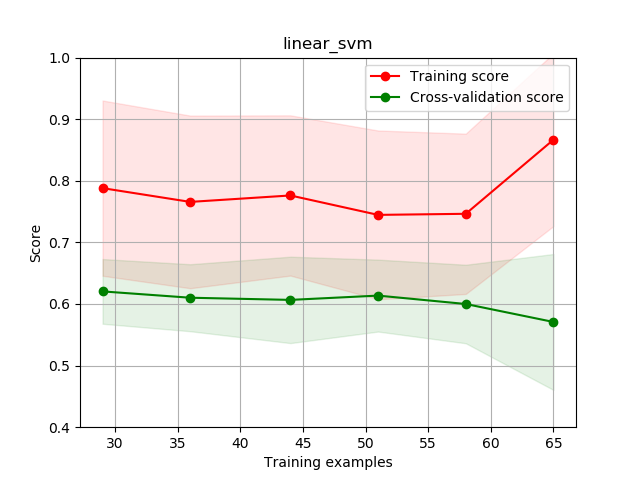 linear_svm
1.0
0.9
0.8
0.7
0.6
0.5
0.4
Score
Training score
Cross-validation score
30 35 40 45 50 55 60 65
Training examples